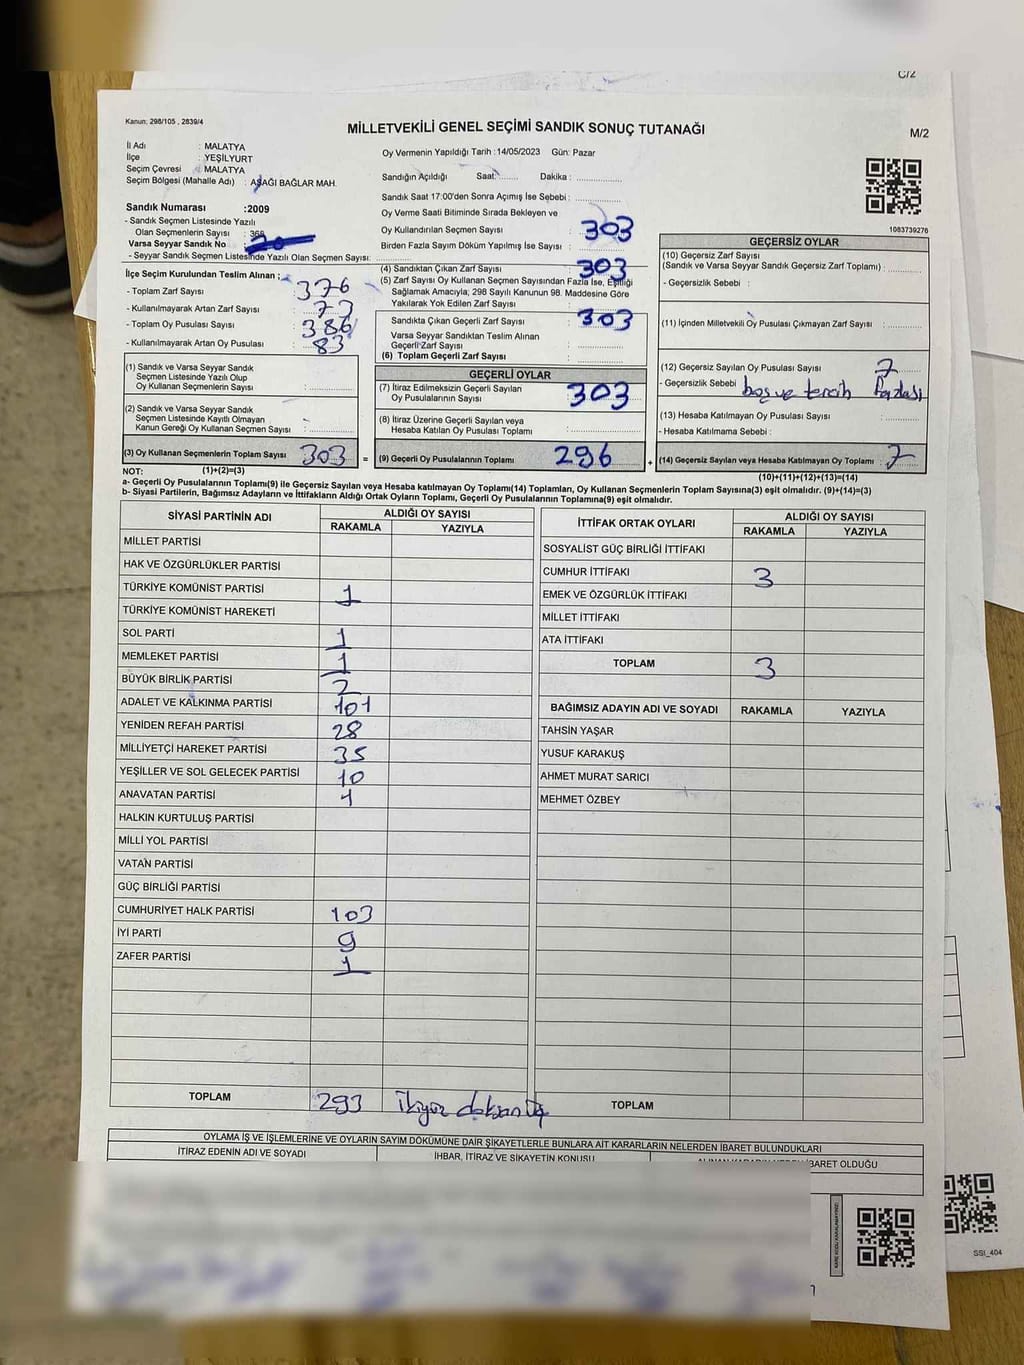 C/2
Kanun: 298/105 , 2839/4
MİLLETVEKİLİ GENEL SEÇİMİ SANDIK SONUÇ TUTANAĞI
M/2
İl Adı : MALATYA
İlçe : YEŞİLYURT
Seçim Çevresi : MALATYA
Seçim Bölgesi (Mahalle Adı) : AŞAĞI BAĞLAR MAH.
Oy Vermenin Yapıldığı Tarih :14/05/2023 Gün: Pazar
Sandığın Açıldığı Saat:........ Dakika : ................
Sandık Saat 17:00'den Sonra Açımış İse Sebebi : ................
Sandık Numarası :2009
- Sandık Seçmen Listesinde Yazılı
Olan Seçmenlerin Sayısı : 368
Varsa Seyyar Sandık No
- Seyyar Sandık Seçmen Listesinde Yazılı Olan Seçmen Sayısı:
Oy Verme Saati Bitiminde Sırada Bekleyen ve
Oy Kullandırılan Seçmen Sayısı : 303
Birden Fazla Sayım Döküm Yapılmış İse Sayısı :
1083739276
İlçe Seçim Kurulundan Teslim Alınan ;
- Toplam Zarf Sayısı : 376
- Kullanılmayarak Artan Zarf Sayısı : 73
- Toplam Oy Pusulası Sayısı : 386
- Kullanılmayarak Artan Oy Pusulası : 83
(4) Sandıktan Çıkan Zarf Sayısı : 303
(5) Zarf Sayısı Oy Kullanan Seçmen Sayısından Fazla İse, Eşitliği
Sağlamak Amacıyla, 298 Sayılı Kanunun 98. Maddesine Göre
Yakılarak Yok Edilen Zarf Sayısı :
Sandıkta Çıkan Geçerli Zarf Sayısı : 303
Varsa Seyyar Sandıktan Teslim Alınan
Geçerli Zarf Sayısı :
(6) Toplam Geçerli Zarf Sayısı :
GEÇERSİZ OYLAR
(10) Geçersiz Zarf Sayısı
(Sandık ve Varsa Seyyar Sandık Geçersiz Zarf Toplamı) :
- Geçersizlik Sebebi :
(11) İçinden Milletvekili Oy Pusulası Çıkmayan Zarf Sayısı :
(12) Geçersiz Sayılan Oy Pusulası Sayısı : 7
- Geçersizlik Sebebi : boş ve tercih fazlası
(13) Hesaba Katılmayan Oy Pusulası Sayısı :
- Hesaba Katılmama Sebebi :
(14) Geçersiz Sayılan veya Hesaba Katılmayan Oy Toplamı : 7
(10)+(11)+(12)+(13)=(14)
(1) Sandık ve Varsa Seyyar Sandık
Seçmen Listesinde Yazılı Olup
Oy Kullanan Seçmenlerin Sayısı :
(2) Sandık ve Varsa Seyyar Sandık
Seçmen Listesinde Kayıtlı Olmayan
Kanun Gereği Oy Kullanan Seçmen Sayısı :
(3) Oy Kullanan Seçmenlerin Toplam Sayısı 303 =
(1)+(2)=(3)
GEÇERLİ OYLAR
(7) İtiraz Edilmeksizin Geçerli Sayılan
Oy Pusulalarının Sayısı : 303
(8) İtiraz Üzerine Geçerli Sayılan veya
Hesaba Katılan Oy Pusulası Toplamı :
(9) Geçerli Oy Pusulalarının Toplamı 296 +
NOT:
a- Geçerli Oy Pusulalarının Toplamı(9) ile Geçersiz Sayılan veya Hesaba Katılmayan Oy Toplamı(14) Toplamları, Oy Kullanan Seçmenlerin Toplam Sayısına(3) eşit olmalıdır. (9)+(14)=(3)
b- Siyasi Partilerin, Bağımsız Adayların ve İttifakların Aldığı Ortak Oyların Toplamı, Geçerli Oy Pusulalarının Toplamına(9) eşit olmalıdır.
SİYASİ PARTİNİN ADI
ALDIĞI OY SAYISI
RAKAMLA YAZIYLA
MİLLET PARTİSİ
HAK VE ÖZGÜRLÜKLER PARTİSİ
TÜRKİYE KOMÜNİST PARTİSİ 1
TÜRKİYE KOMÜNİST HAREKETİ
SOL PARTİ 1
MEMLEKET PARTİSİ 1
BÜYÜK BİRLİK PARTİSİ 2
ADALET VE KALKINMA PARTİSİ 101
YENİDEN REFAH PARTİSİ 28
MİLLİYETÇİ HAREKET PARTİSİ 35
YEŞİLLER VE SOL GELECEK PARTİSİ 10
ANAVATAN PARTİSİ 1
HALKIN KURTULUŞ PARTİSİ
MİLLİ YOL PARTİSİ
VATAN PARTİSİ
GÜÇ BİRLİĞİ PARTİSİ
CUMHURİYET HALK PARTİSİ 103
İYİ PARTİ 9
ZAFER PARTİSİ 1
TOPLAM 293 ikiyüz doksan üç
İTTİFAK ORTAK OYLARI
ALDIĞI OY SAYISI
RAKAMLA YAZIYLA
SOSYALİST GÜÇ BİRLİĞİ İTTİFAKI
CUMHUR İTTİFAKI 3
EMEK VE ÖZGÜRLÜK İTTİFAKI
MİLLET İTTİFAKI
ATA İTTİFAKI
TOPLAM 3
BAĞIMSIZ ADAYIN ADI VE SOYADI RAKAMLA YAZIYLA
TAHSİN YAŞAR
YUSUF KARAKUŞ
AHMET MURAT SARICI
MEHMET ÖZBEY
TOPLAM
OYLAMA İŞ VE İŞLEMLERİNE VE OYLARIN SAYIM DÖKÜMÜNE DAİR ŞİKAYETLERLE BUNLARA AİT KARARLARIN NELERDEN İBARET BULUNDUKLARI
İTİRAZ EDENİN ADI VE SOYADI
İHBAR, İTİRAZ VE ŞİKAYETİN KONUSU
İBARET OLDUĞU
SSI_404